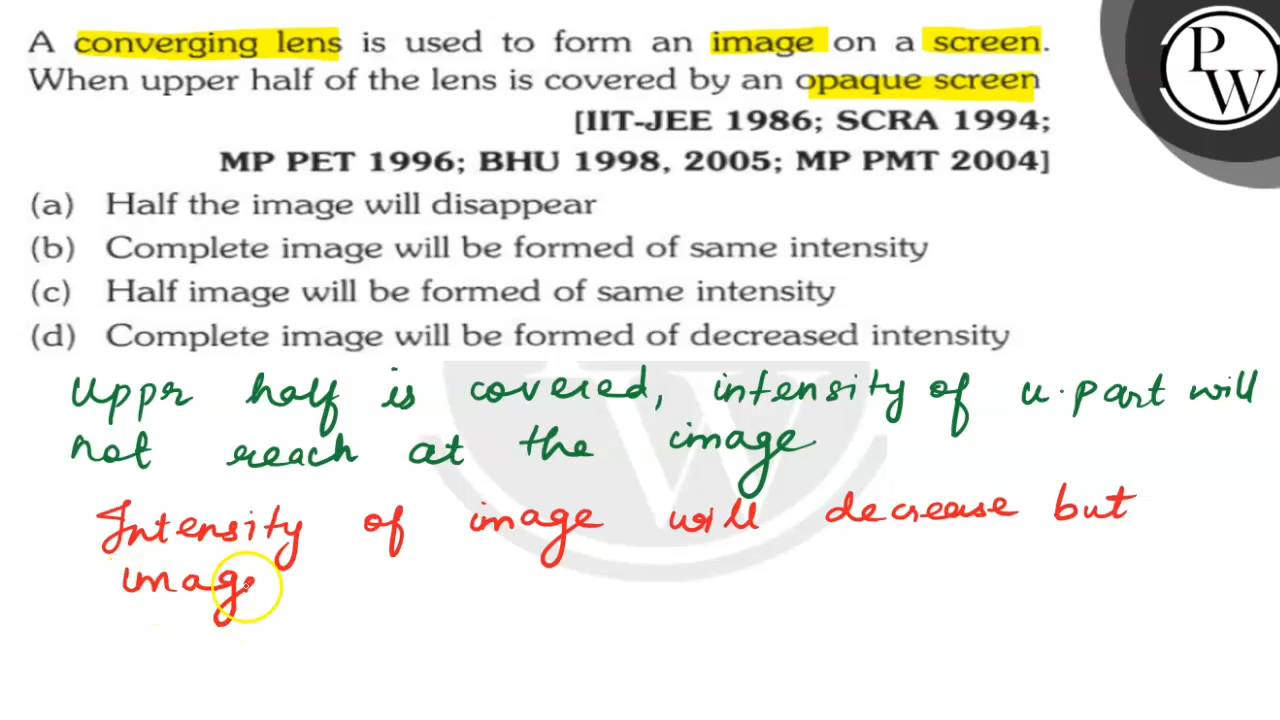 A converging lens is used to form an image on a screen.
When upper half of the lens is covered by an opaque screen
[IIT-JEE 1986; SCRA 1994;
MP PET 1996; BHU 1998, 2005; MP PMT 2004]
(a) Half the image will disappear
(b) Complete image will be formed of same intensity
(c) Half image will be formed of same intensity
(d) Complete image will be formed of decreased intensity
Uppr half is covered, intensity of u.part will
not reach at the image
Intensity of image will decrease but
imag
P
W